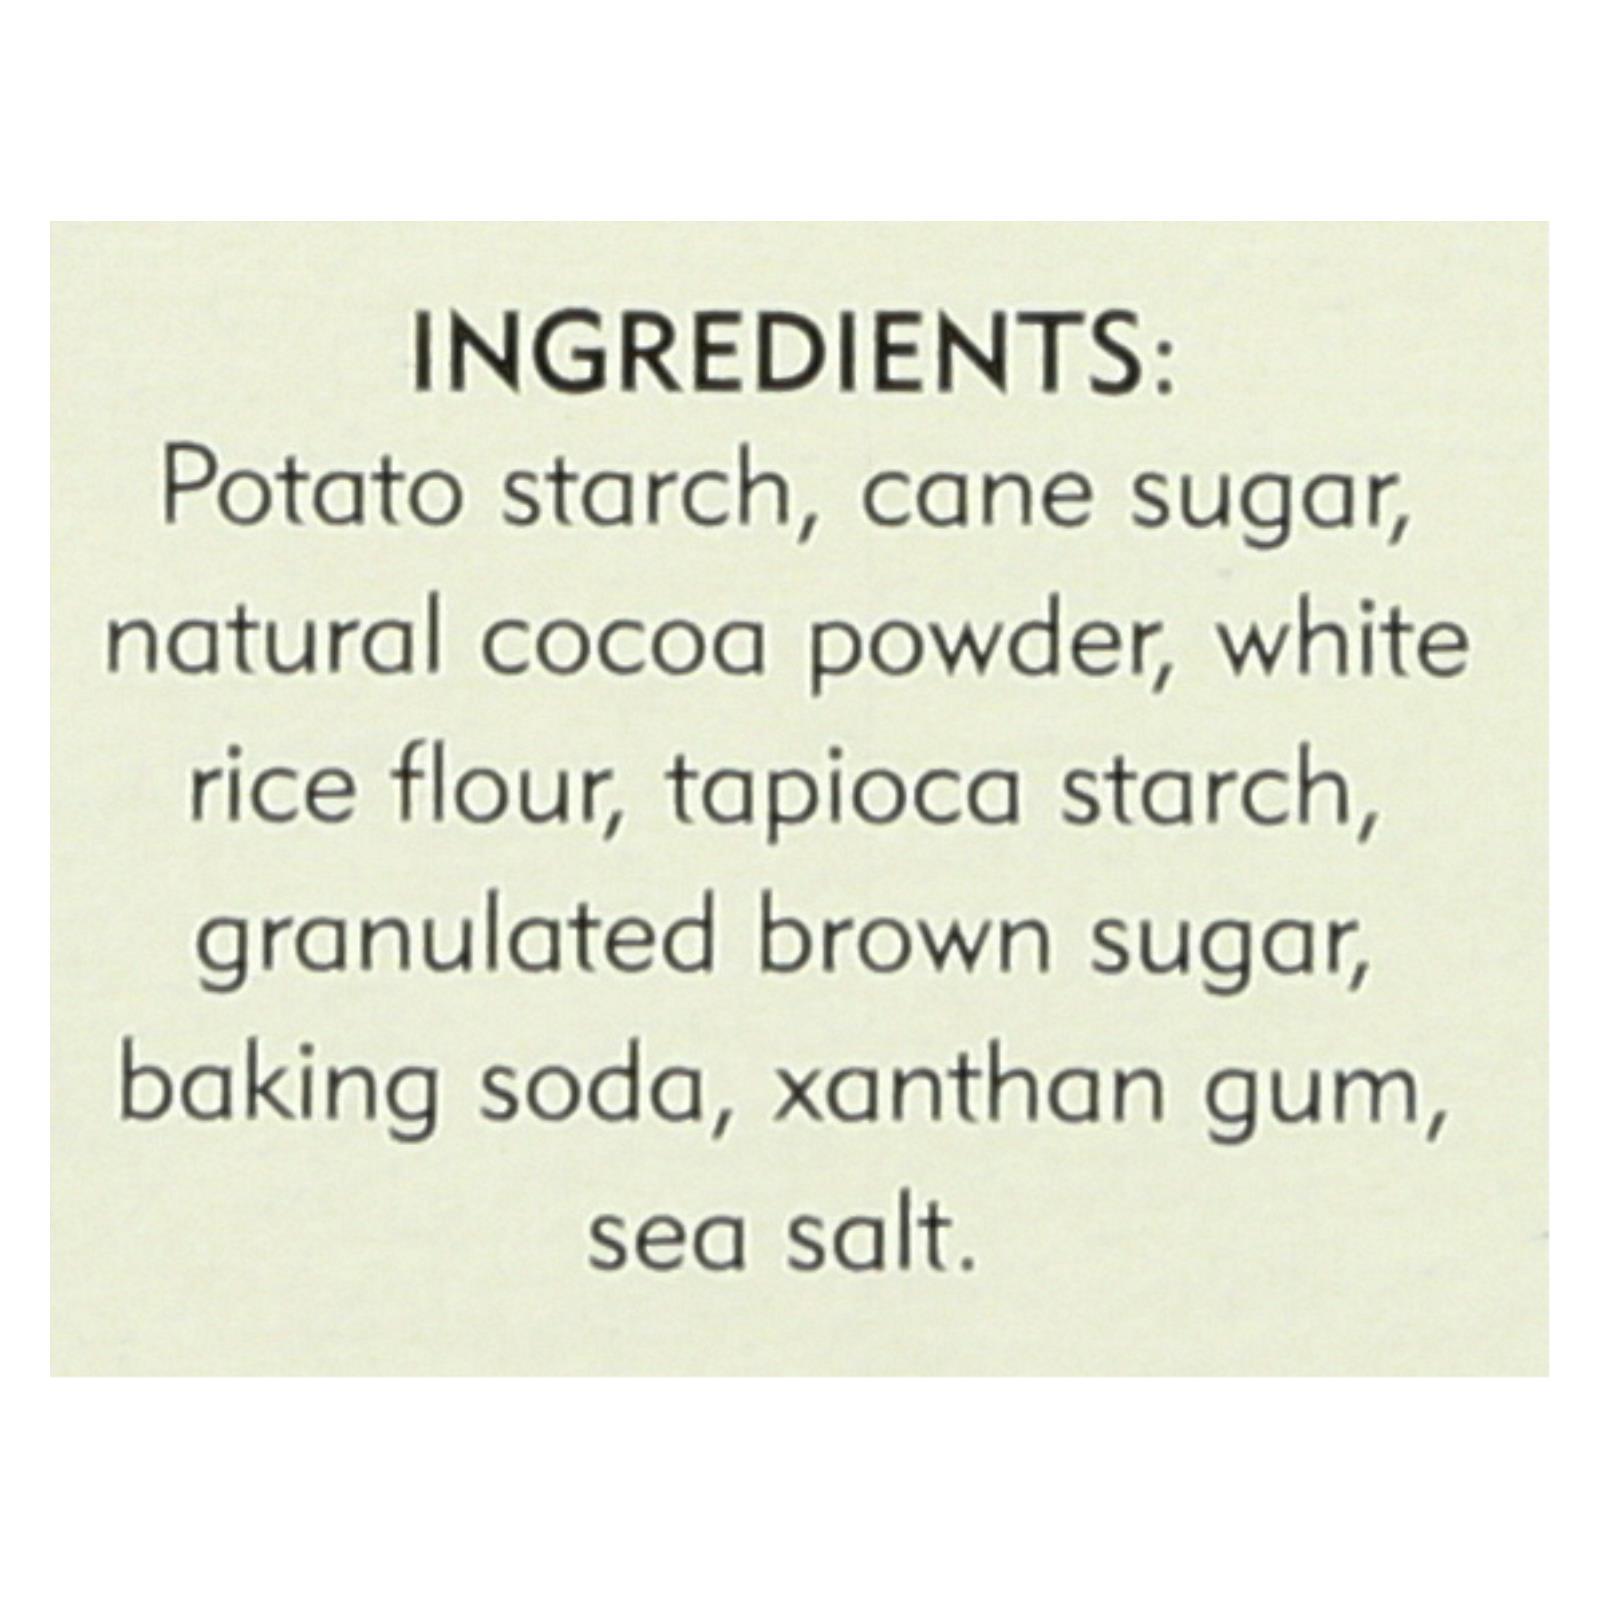 INGREDIENTS:
Potato starch, cane sugar,
natural cocoa powder, white
rice flour, tapioca starch,
granulated brown sugar,
baking soda, xanthan gum,
sea salt.